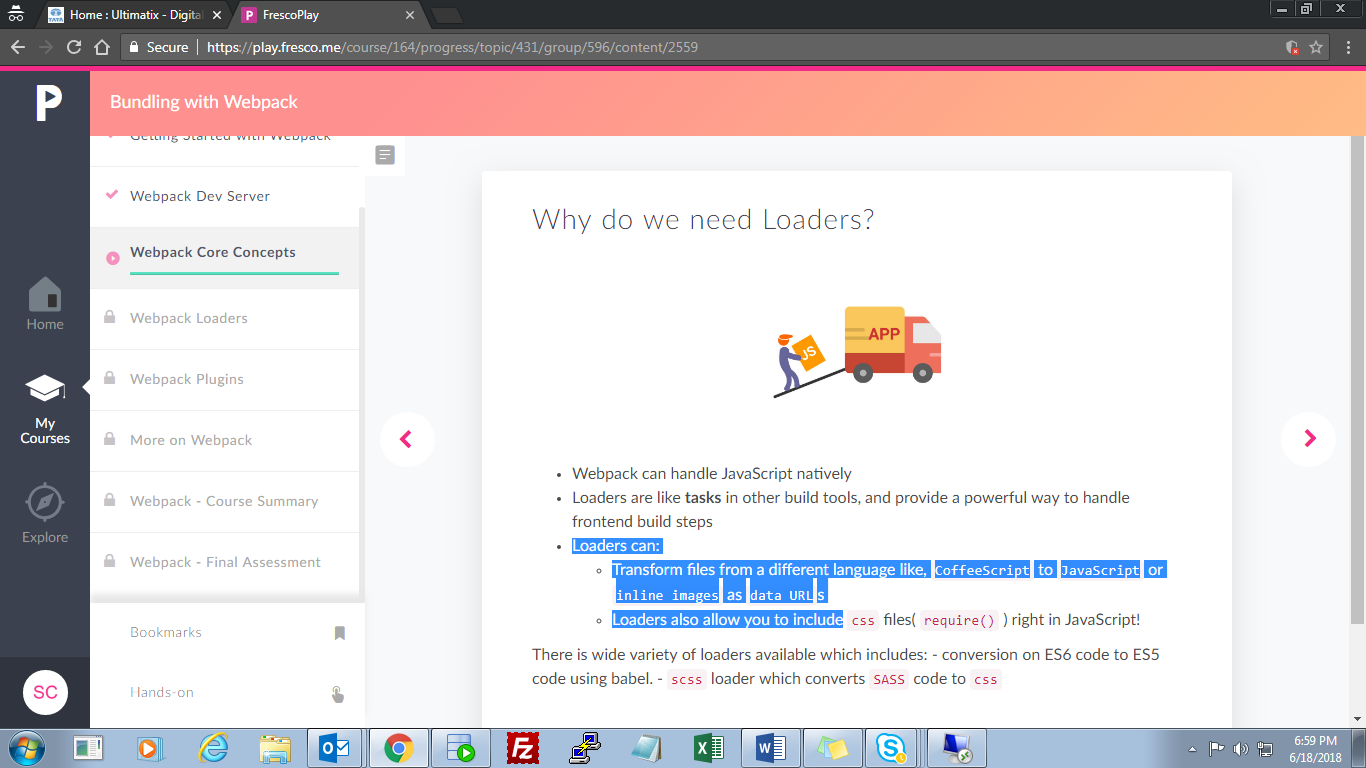 Home : Ultimatix - Digital
FrescoPlay
Secure
https://play.fresco.me/course/164/progress/topic/431/group/596/content/2559
P
Bundling with Webpack
Getting Started with Webpack
Webpack Dev Server
Webpack Core Concepts
Webpack Loaders
Webpack Plugins
More on Webpack
Webpack - Course Summary
Webpack - Final Assessment
Bookmarks
Hands-on
Home
My
Courses
Explore
SC
Why do we need Loaders?
JS
APP
Webpack can handle JavaScript natively
Loaders are like tasks in other build tools, and provide a powerful way to handle
frontend build steps
Loaders can:
Transform files from a different language like, CoffeeScript to JavaScript or
inline images as data URLs
Loaders also allow you to include css files( require() ) right in JavaScript!
There is wide variety of loaders available which includes: - conversion on ES6 code to ES5
code using babel. - scss loader which converts SASS code to css
6:59 PM
6/18/2018